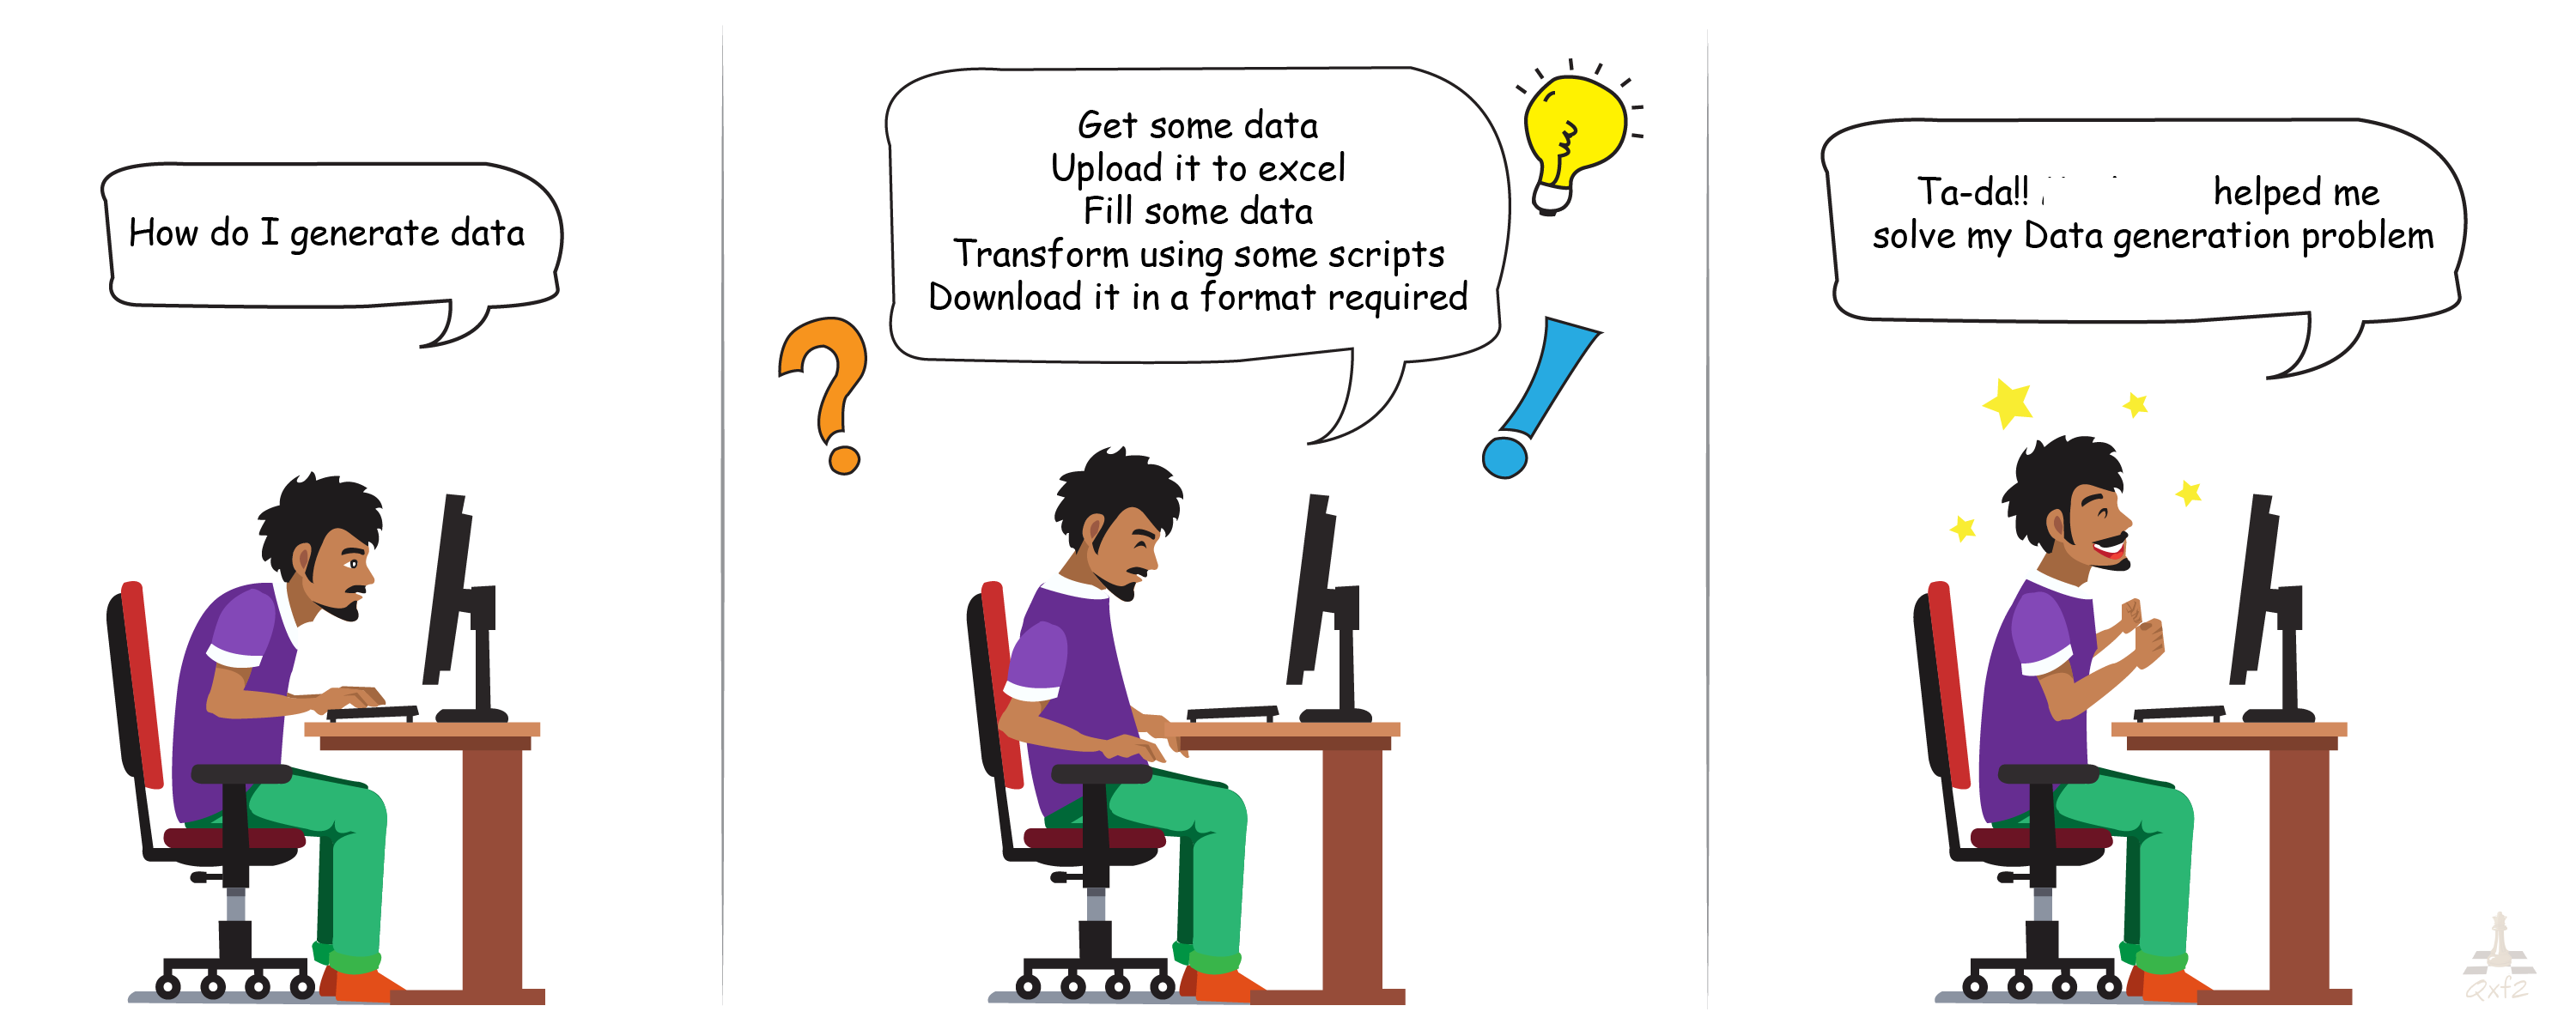 How do I generate data
Get some data
Upload it to excel
Fill some data
Transform using some scripts
Download it in a format required
Ta-da!! helped me
solve my Data generation problem
Qxf2